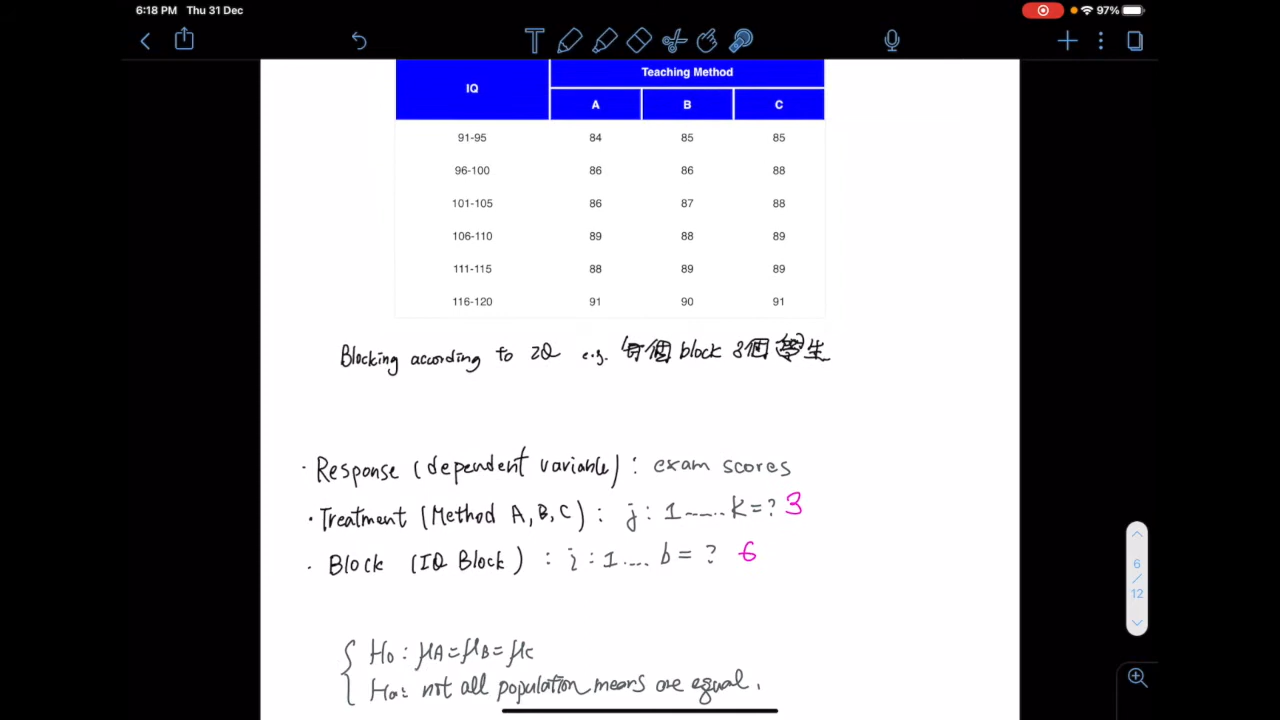 6:18 PM Thu 31 Dec
97%
IQ Teaching Method
A B C
91-95 84 85 85
96-100 86 86 88
101-105 86 87 88
106-110 89 88 89
111-115 88 89 89
116-120 91 90 91
Blocking according to IQ e.g. 每個 block 3個 學生
· Response (dependent variable) : exam scores
· Treatment (Method A, B, C) : j : 1 ...... k = ? 3
· Block (IQ Block) : i : 1 .... b = ? 6
H0 : μA = μB = μC
Ha : not all population means are equal.
6
/
12